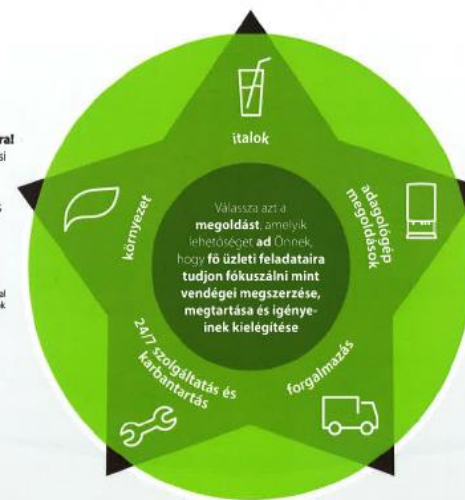 italok
környezet
adagológép
megoldások
Válassza azt a
megoldást, amelyik
lehetőséget ad Önnek,
hogy fő üzleti feladataira
tudjon fókuszálni mint
vendégei megszerzése,
megtartása és igénye-
inek kielégítése
24/7 szolgáltatás és
karbantartás
forgalmazás